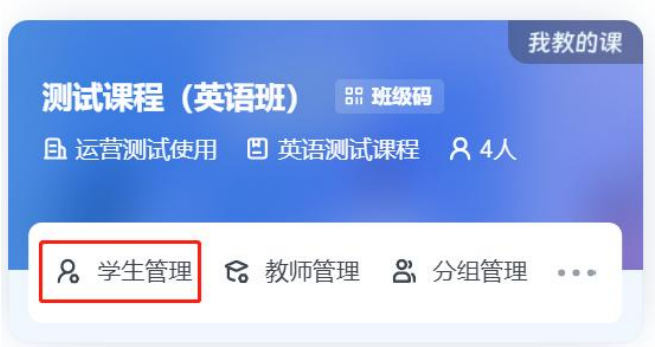 我教的课
测试课程（英语班） 班级码
运营测试使用 英语测试课程 4人
学生管理 教师管理 分组管理